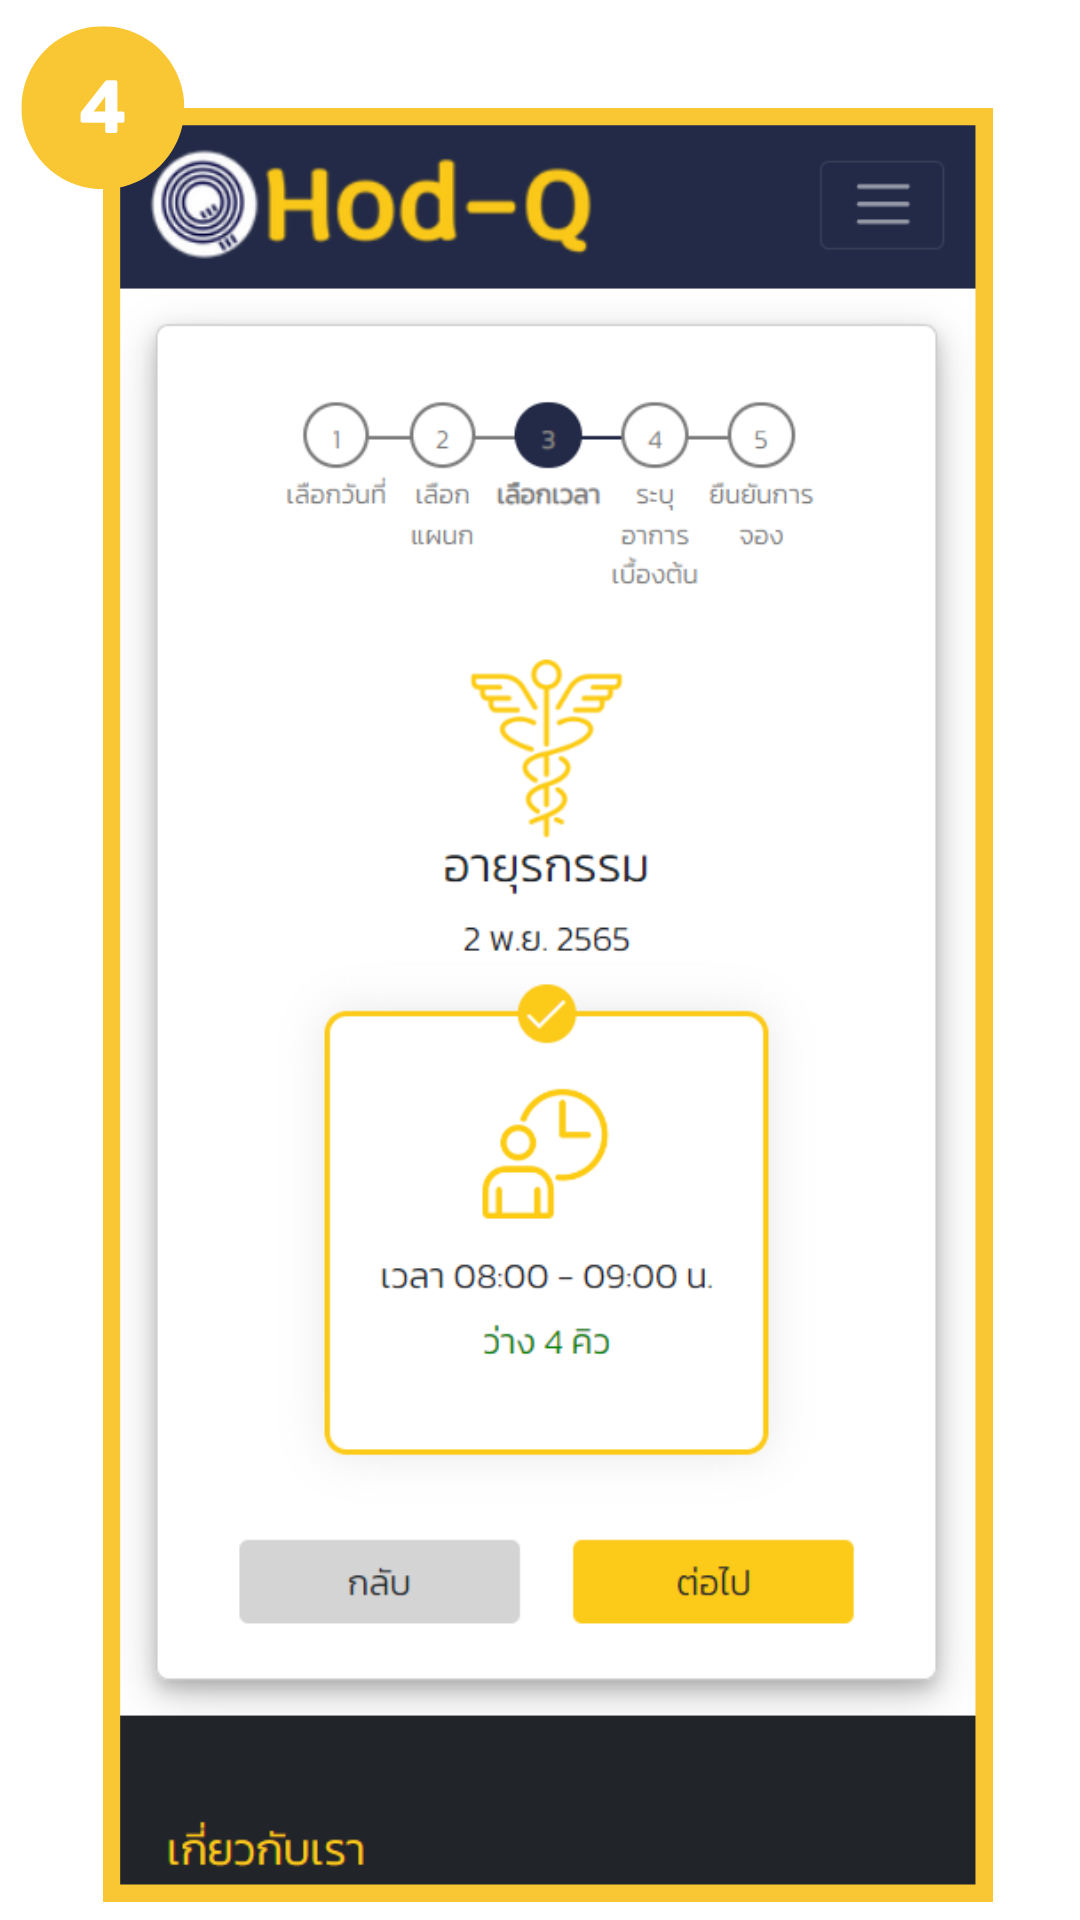 4
Hod-Q
1 2 3 4 5
เลือกวันที่ เลือก เลือกเวลา ระบุ ยืนยันการ
แผนก อาการ จอง
เบื้องต้น
อายุรกรรม
2 พ.ย. 2565
เวลา 08:00 - 09:00 น.
ว่าง 4 คิว
กลับ ต่อไป
เกี่ยวกับเรา